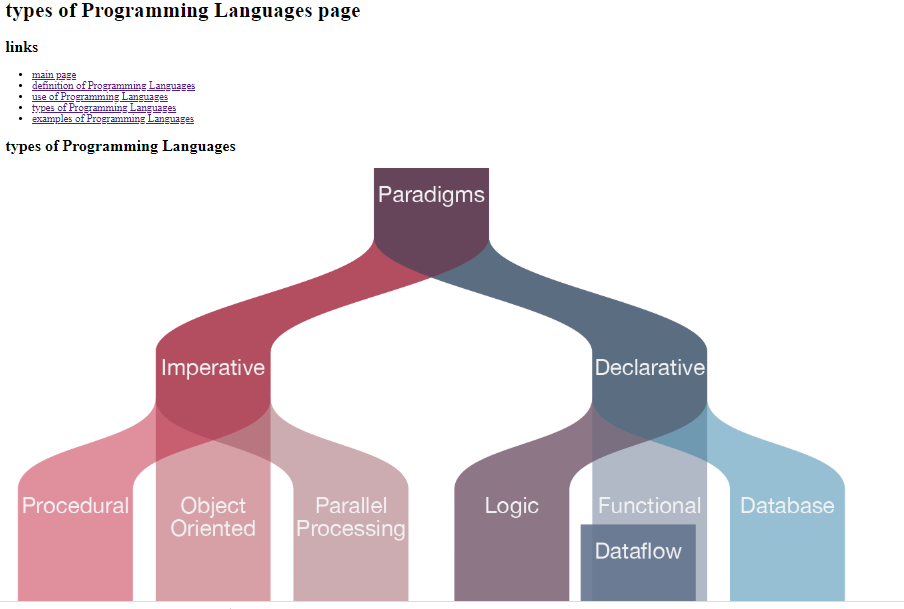 types of Programming Languages page
links
main page
definition of Programming Languages
use of Programming Languages
types of Programming Languages
examples of Programming Languages
types of Programming Languages
Paradigms
Imperative
Declarative
Procedural
Object
Oriented
Parallel
Processing
Logic
Functional
Dataflow
Database